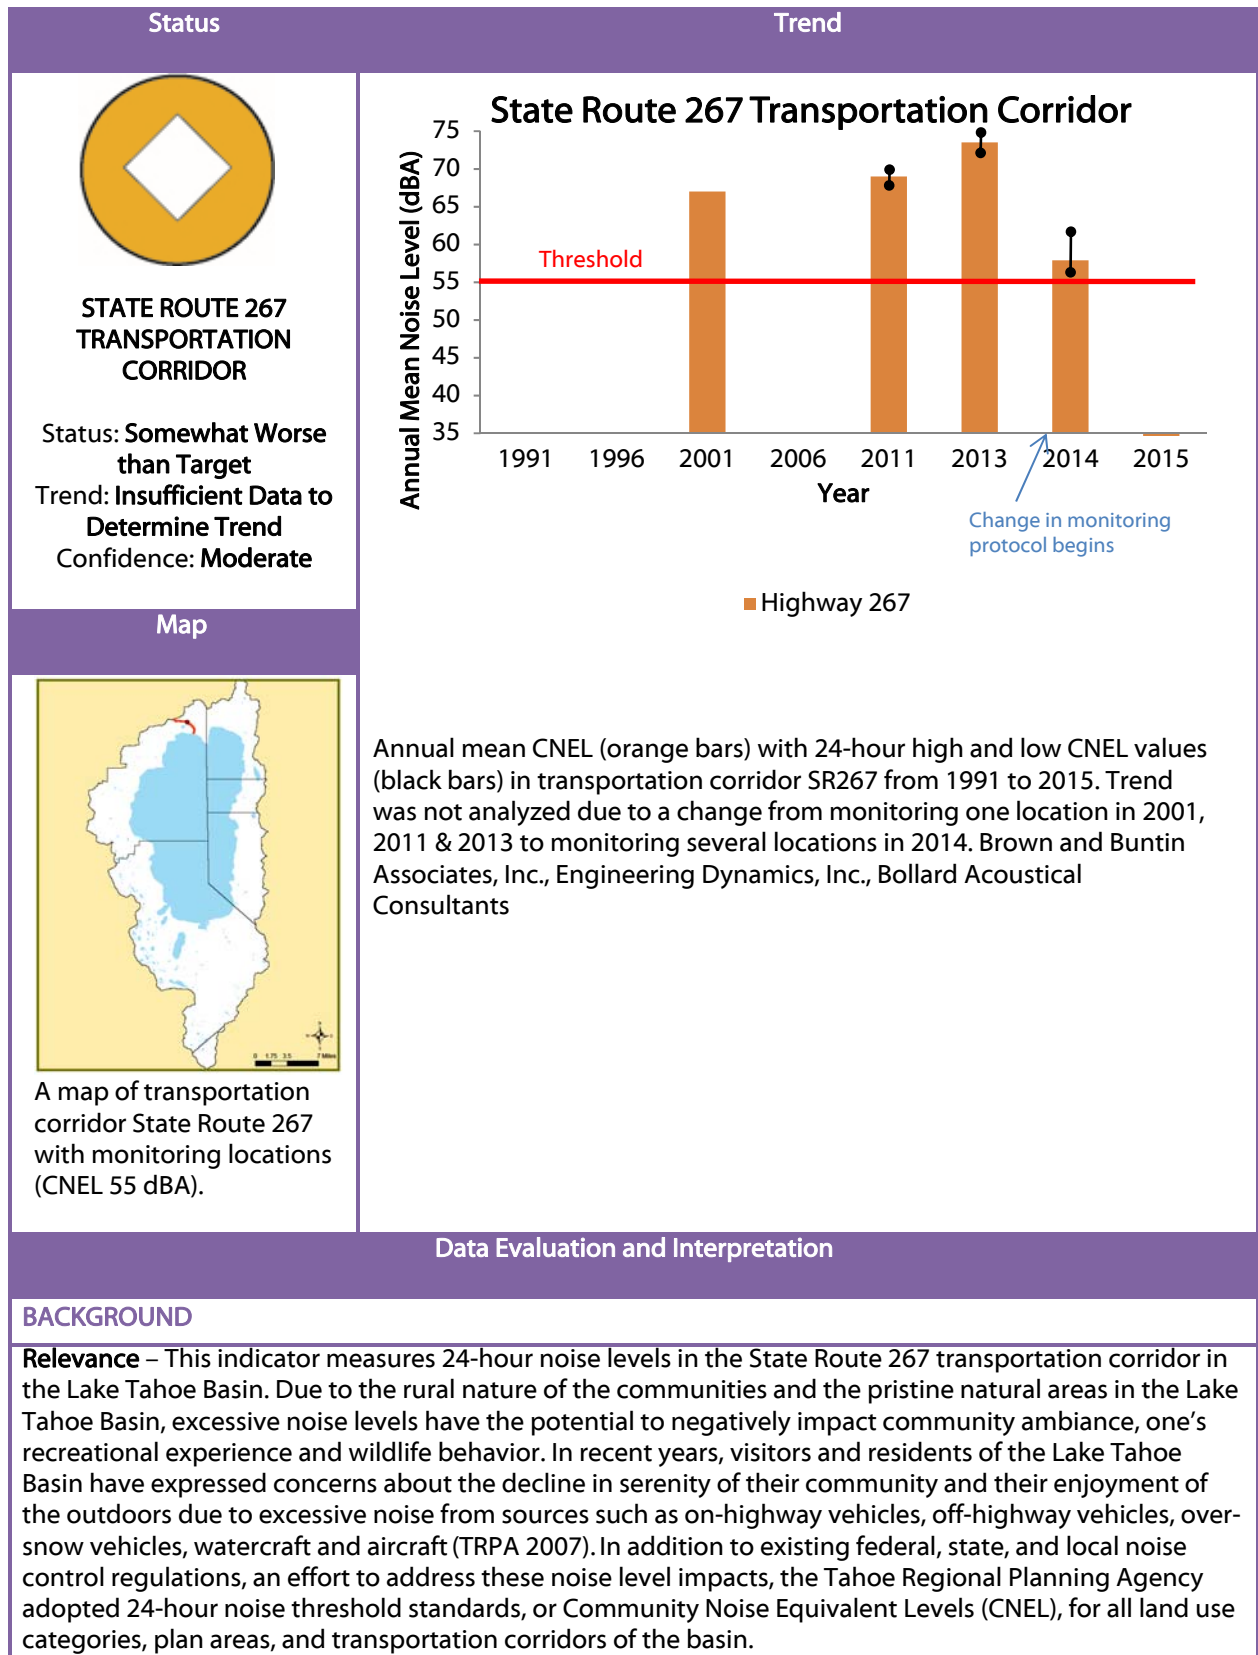 Status
Trend
STATE ROUTE 267
TRANSPORTATION
CORRIDOR
Status: Somewhat Worse
than Target
Trend: Insufficient Data to
Determine Trend
Confidence: Moderate
State Route 267 Transportation Corridor
Annual Mean Noise Level (dBA)
75
70
65
60
55
50
45
40
35
Threshold
1991 1996 2001 2006 2011 2013 2014 2015
Year
Change in monitoring
protocol begins
Highway 267
Map
0 1.75 3.5 7 Miles
A map of transportation
corridor State Route 267
with monitoring locations
(CNEL 55 dBA).
Annual mean CNEL (orange bars) with 24-hour high and low CNEL values
(black bars) in transportation corridor SR267 from 1991 to 2015. Trend
was not analyzed due to a change from monitoring one location in 2001,
2011 & 2013 to monitoring several locations in 2014. Brown and Buntin
Associates, Inc., Engineering Dynamics, Inc., Bollard Acoustical
Consultants
Data Evaluation and Interpretation
BACKGROUND
Relevance – This indicator measures 24-hour noise levels in the State Route 267 transportation corridor in
the Lake Tahoe Basin. Due to the rural nature of the communities and the pristine natural areas in the Lake
Tahoe Basin, excessive noise levels have the potential to negatively impact community ambiance, one's
recreational experience and wildlife behavior. In recent years, visitors and residents of the Lake Tahoe
Basin have expressed concerns about the decline in serenity of their community and their enjoyment of
the outdoors due to excessive noise from sources such as on-highway vehicles, off-highway vehicles, over-
snow vehicles, watercraft and aircraft (TRPA 2007). In addition to existing federal, state, and local noise
control regulations, an effort to address these noise level impacts, the Tahoe Regional Planning Agency
adopted 24-hour noise threshold standards, or Community Noise Equivalent Levels (CNEL), for all land use
categories, plan areas, and transportation corridors of the basin.